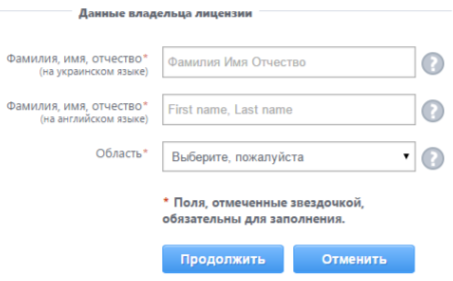 Данные владельца лицензии
Фамилия, имя, отчество*
(на украинском языке)
Фамилия Имя Отчество
?
Фамилия, имя, отчество*
(на английском языке)
First name, Last name
?
Область*
Выберите, пожалуйста
?
* Поля, отмеченные звездочкой,
обязательны для заполнения.
Продолжить
Отменить